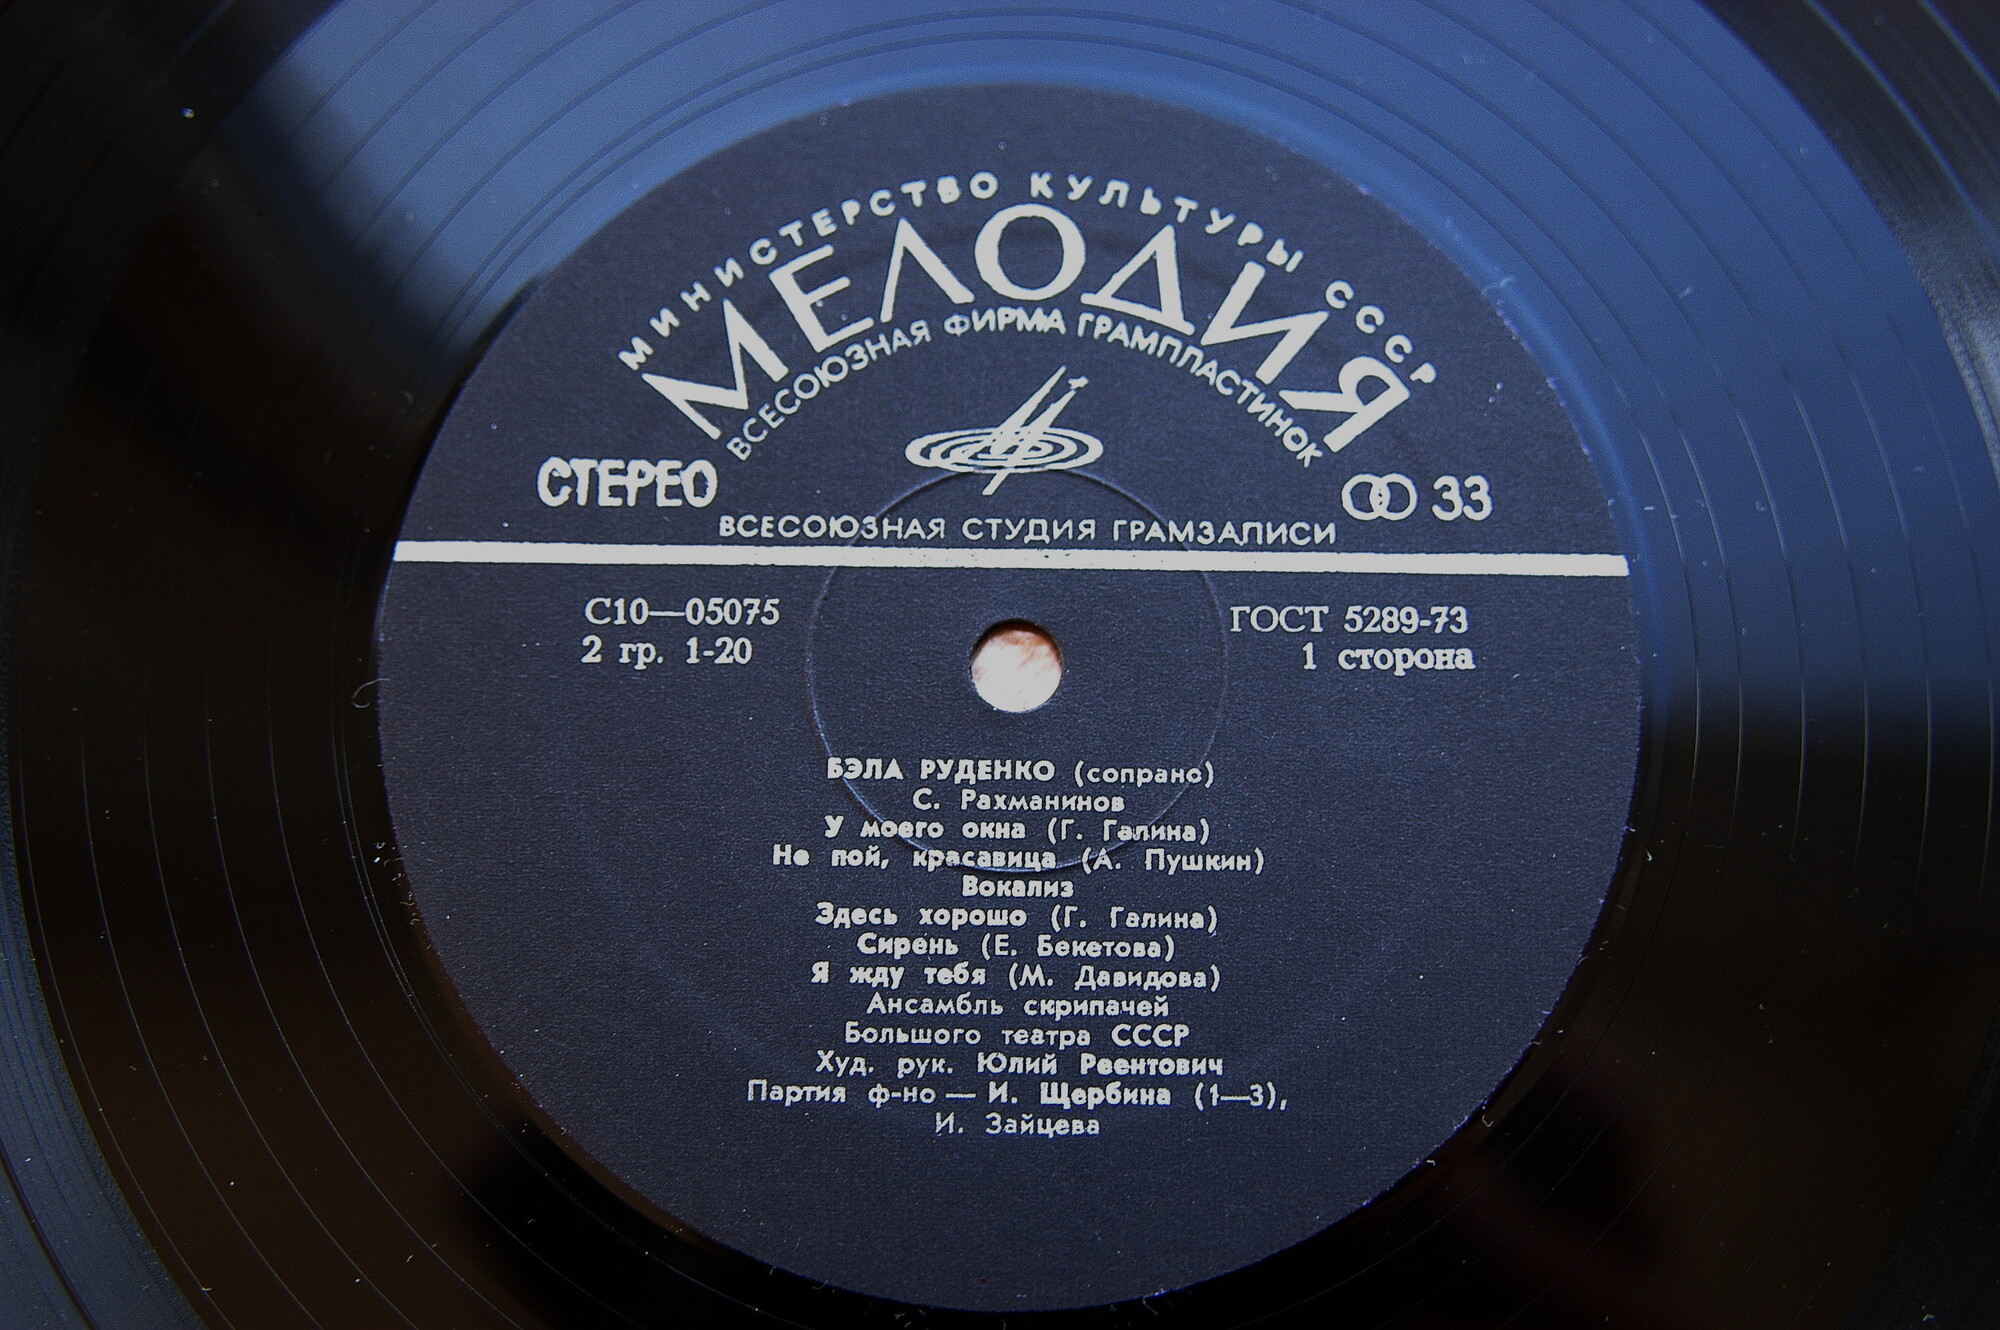 МИНИСТЕРСТВО КУЛЬТУРЫ СССР
МЕЛОДИЯ
ВСЕСОЮЗНАЯ ФИРМА ГРАМПЛАСТИНОК
СТЕРЕО
33
ВСЕСОЮЗНАЯ СТУДИЯ ГРАМЗАПИСИ
С10—05075
ГОСТ 5289-73
2 гр. 1-20
1 сторона
БЭЛА РУДЕНКО (сопрано)
С. Рахманинов
У моего окна (Г. Галина)
Не пой, красавица (А. Пушкин)
Вокализ
Здесь хорошо (Г. Галина)
Сирень (Е. Бекетова)
Я жду тебя (М. Давидова)
Ансамбль скрипачей
Большого театра СССР
Худ. рук. Юлий Реентович
Партия ф-но — И. Щербина (1—3),
И. Зайцева